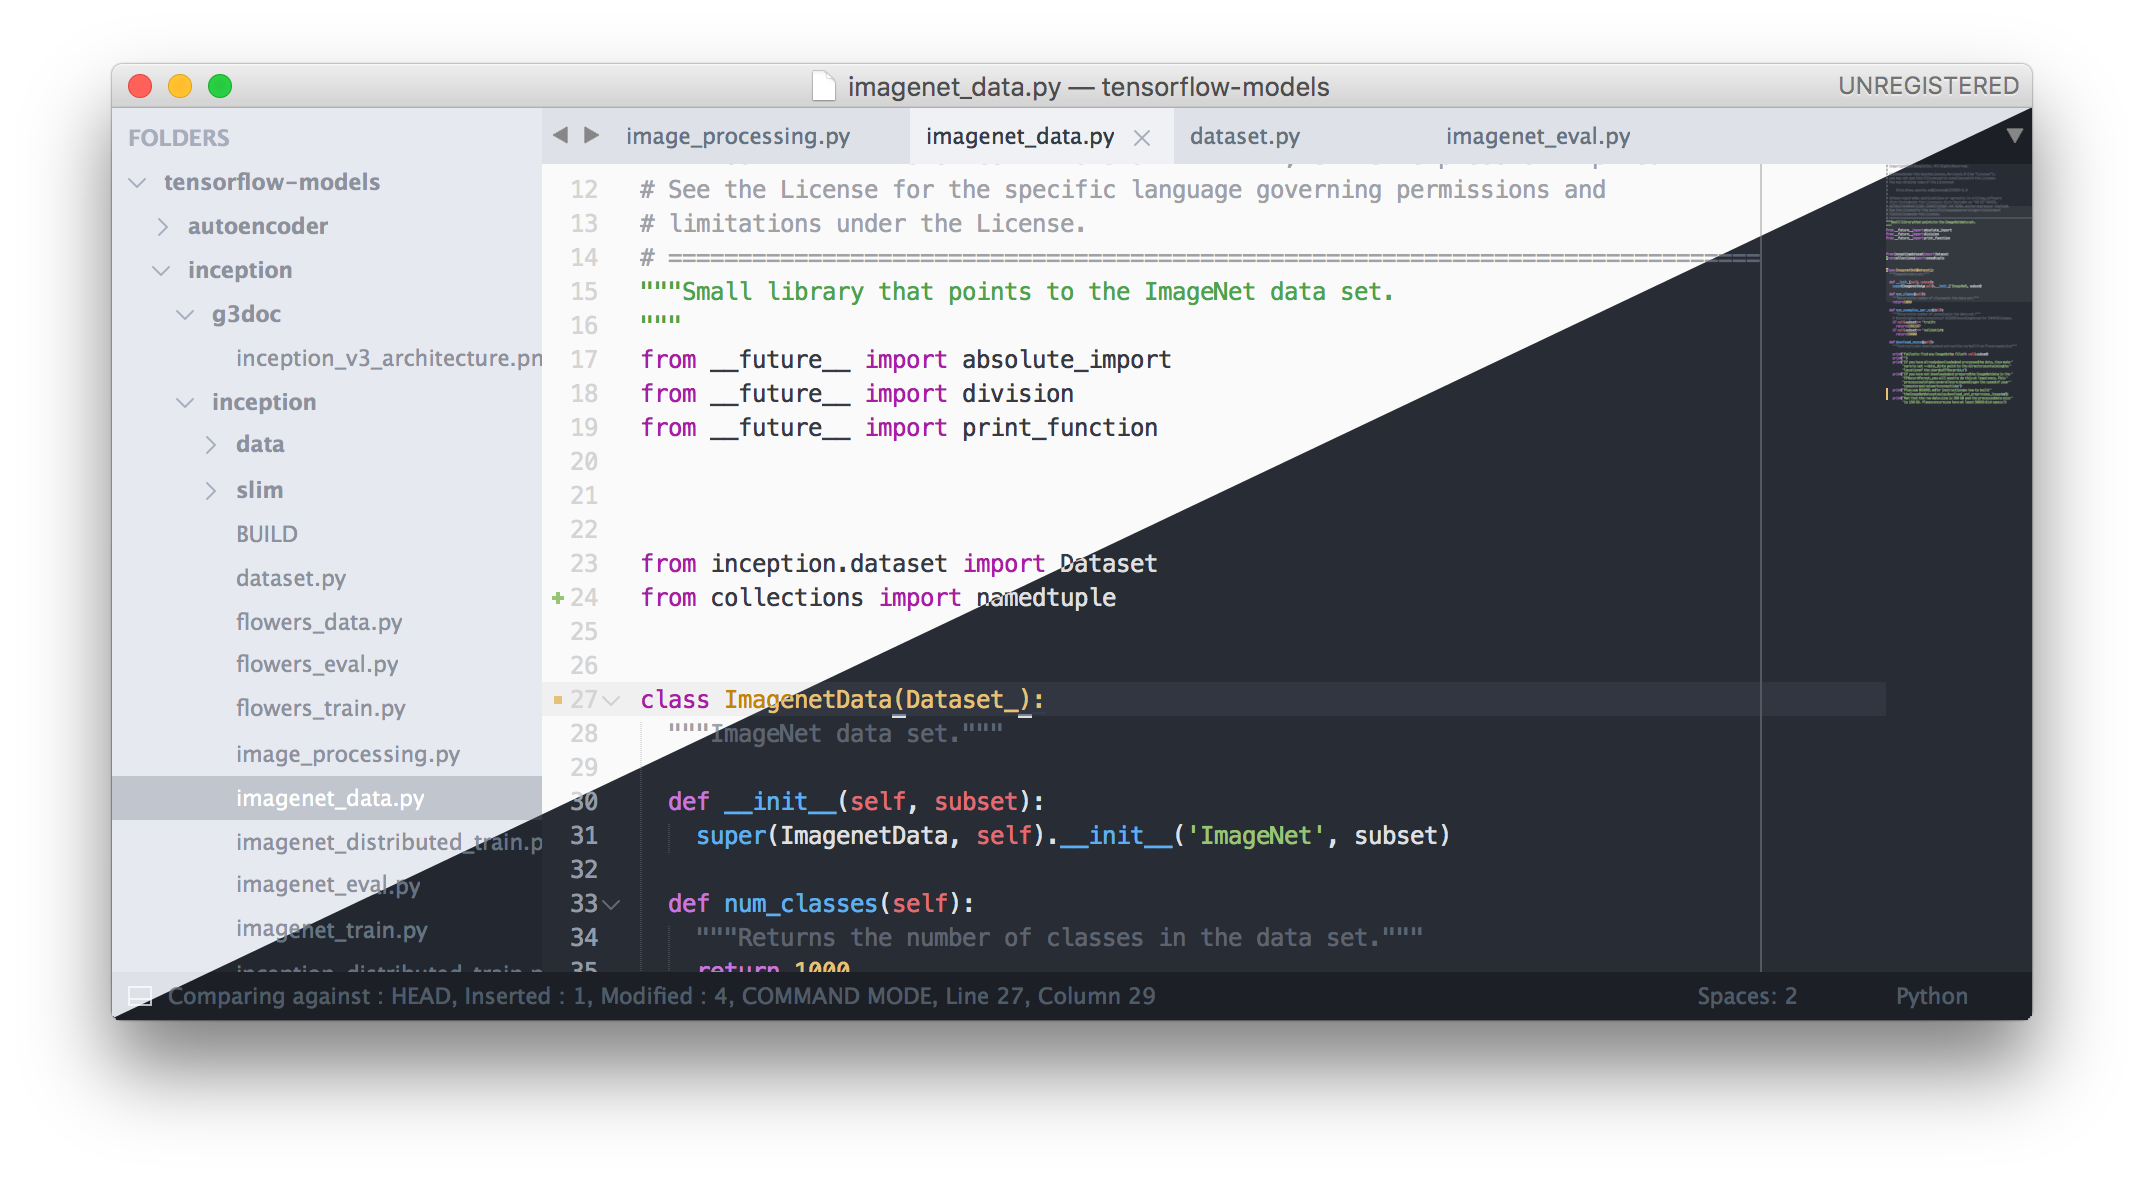 imagenet_data.py — tensorflow-models
UNREGISTERED
FOLDERS
tensorflow-models
autoencoder
inception
g3doc
inception_v3_architecture.pn
inception
data
slim
BUILD
dataset.py
flowers_data.py
flowers_eval.py
flowers_train.py
image_processing.py
imagenet_data.py
imagenet_distributed_train.p
imagenet_eval.py
imagenet_train.py
inception_distributed_train.p
image_processing.py
imagenet_data.py
dataset.py
imagenet_eval.py
12 # See the License for the specific language governing permissions and
13 # limitations under the License.
14 # ==============================================================================
15 """Small library that points to the ImageNet data set.
16 """
17 from __future__ import absolute_import
18 from __future__ import division
19 from __future__ import print_function
20
21
22
23 from inception.dataset import Dataset
24 from collections import namedtuple
25
26
27 class ImagenetData(Dataset_):
28 """ImageNet data set."""
29
30 def __init__(self, subset):
31 super(ImagenetData, self).__init__('ImageNet', subset)
32
33 def num_classes(self):
34 """Returns the number of classes in the data set."""
35 return 1000
Comparing against : HEAD, Inserted : 1, Modified : 4, COMMAND MODE, Line 27, Column 29
Spaces: 2
Python